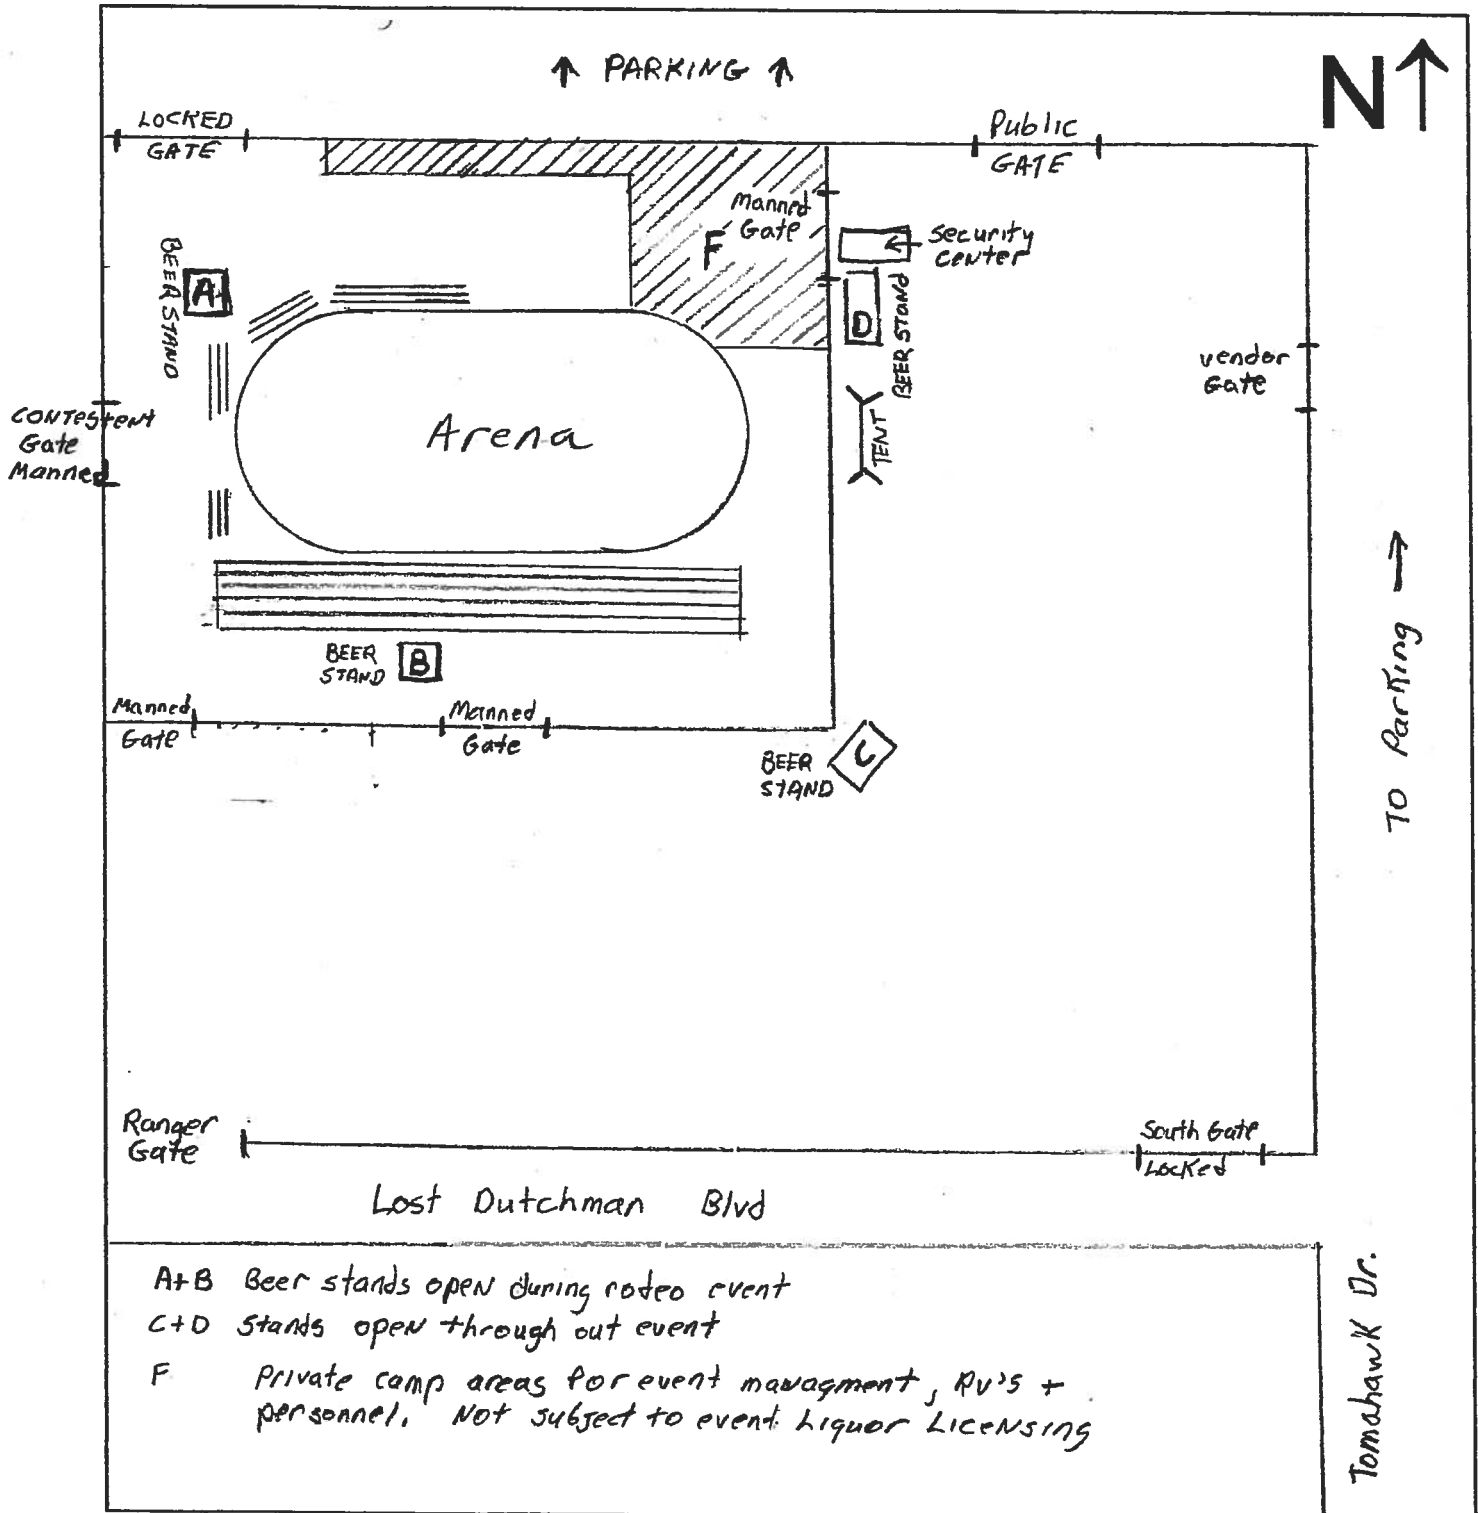 ↑ PARKING ↑
N↑
LOCKED
GATE
Public
GATE
Manned
Gate
F
Security
Center
BEER STAND
A
D
BEER STAND
vendor
Gate
CONTESTENT
Gate
Manned
Arena
TENT
BEER
STAND
B
Manned
Gate
Manned
Gate
BEER
STAND
C
TO Parking →
Ranger
Gate
South Gate
Locked
Lost Dutchman Blvd
A+B Beer stands open during rodeo event
C+D stands open through out event
F Private camp areas for event managment, RV's +
personnel. Not subject to event Liquor Licensing
Tomahawk Dr.